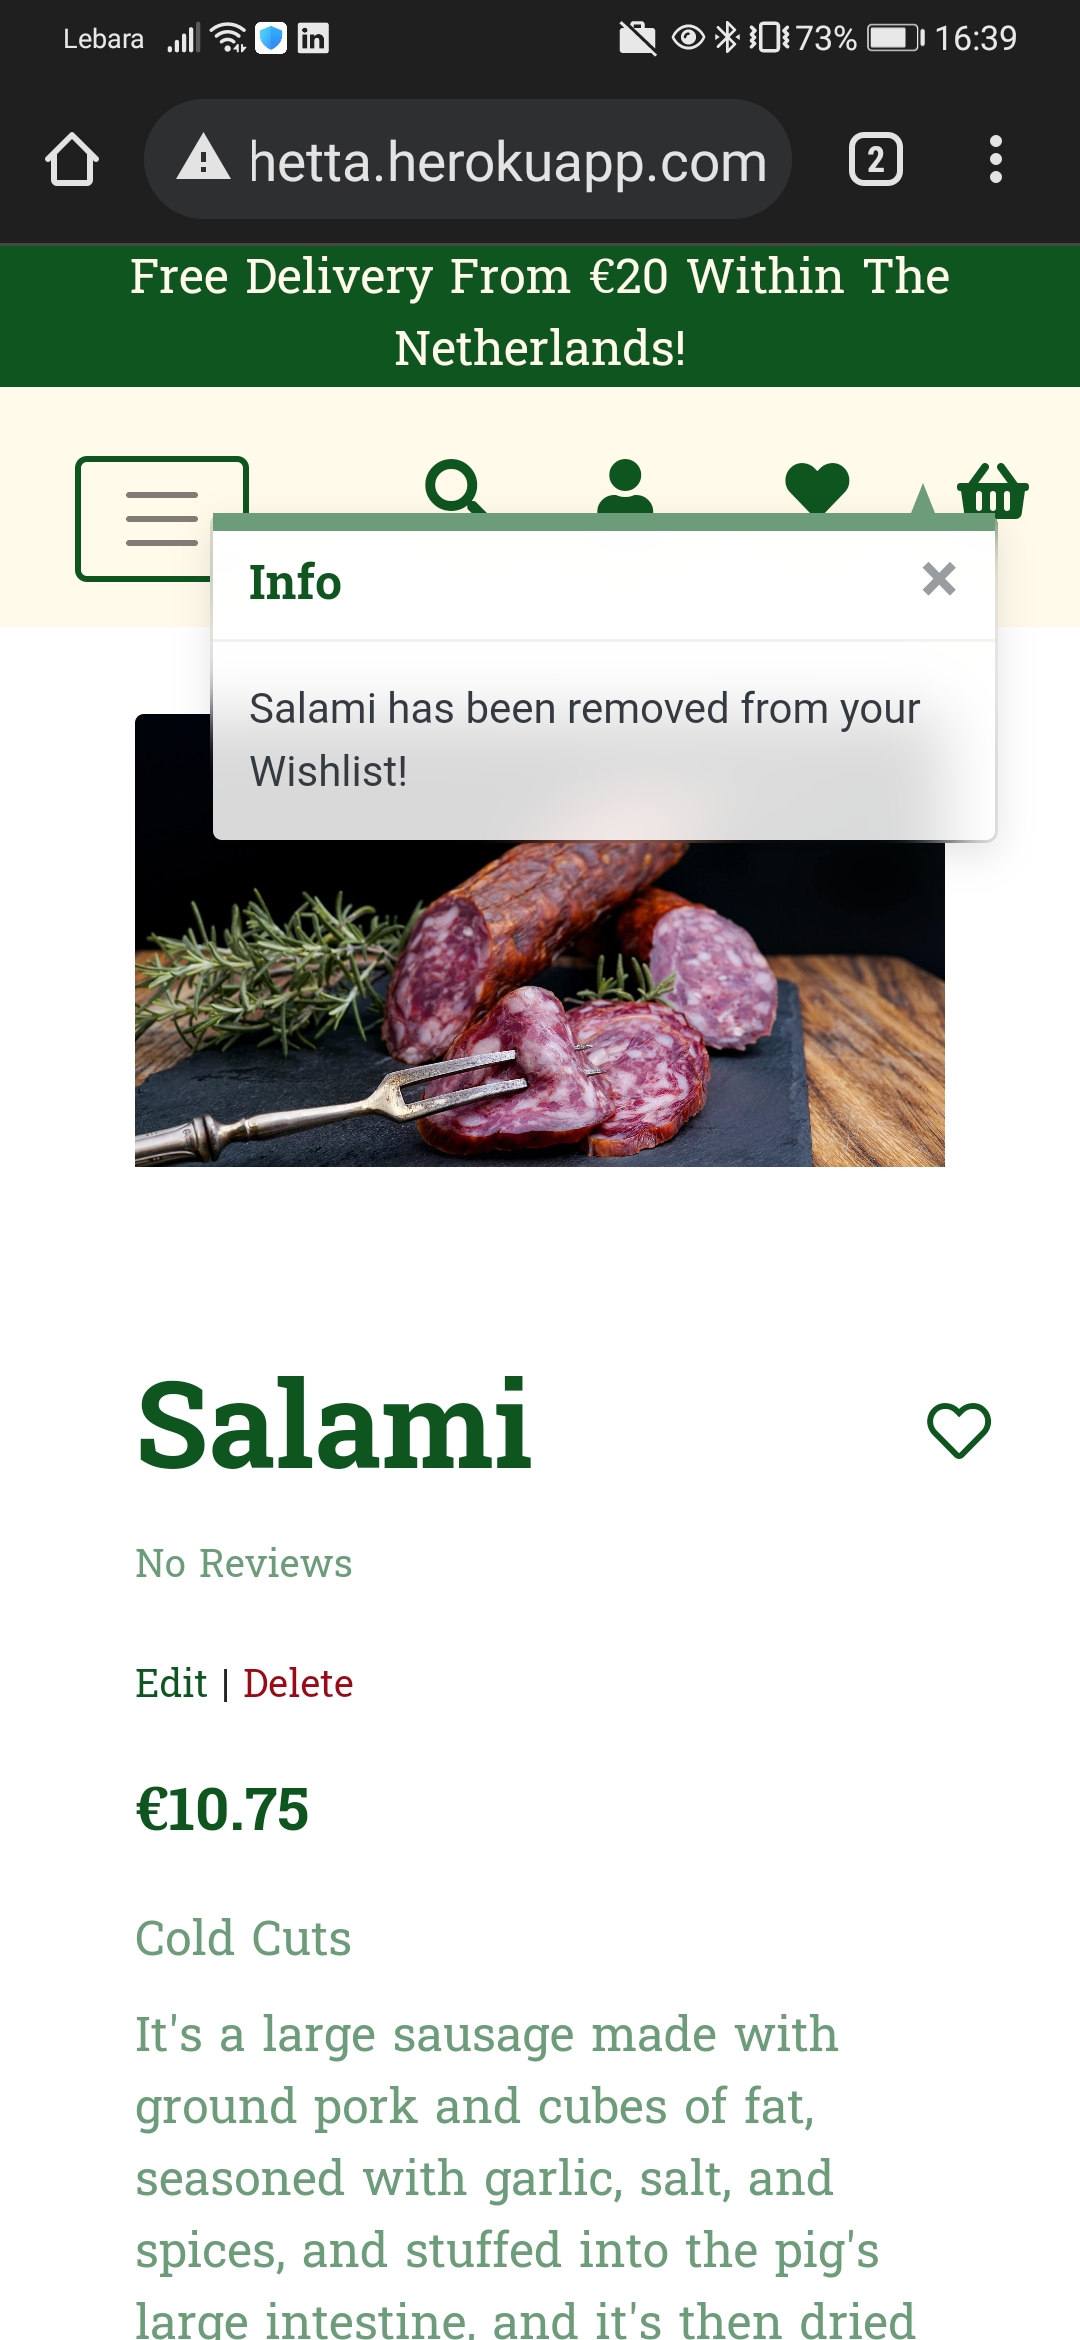 Lebara
in
73%
16:39
hetta.herokuapp.com
2
Free Delivery From €20 Within The
Netherlands!
Info
Salami has been removed from your
Wishlist!
Salami
No Reviews
Edit | Delete
€10.75
Cold Cuts
It's a large sausage made with
ground pork and cubes of fat,
seasoned with garlic, salt, and
spices, and stuffed into the pig's
large intestine, and it's then dried